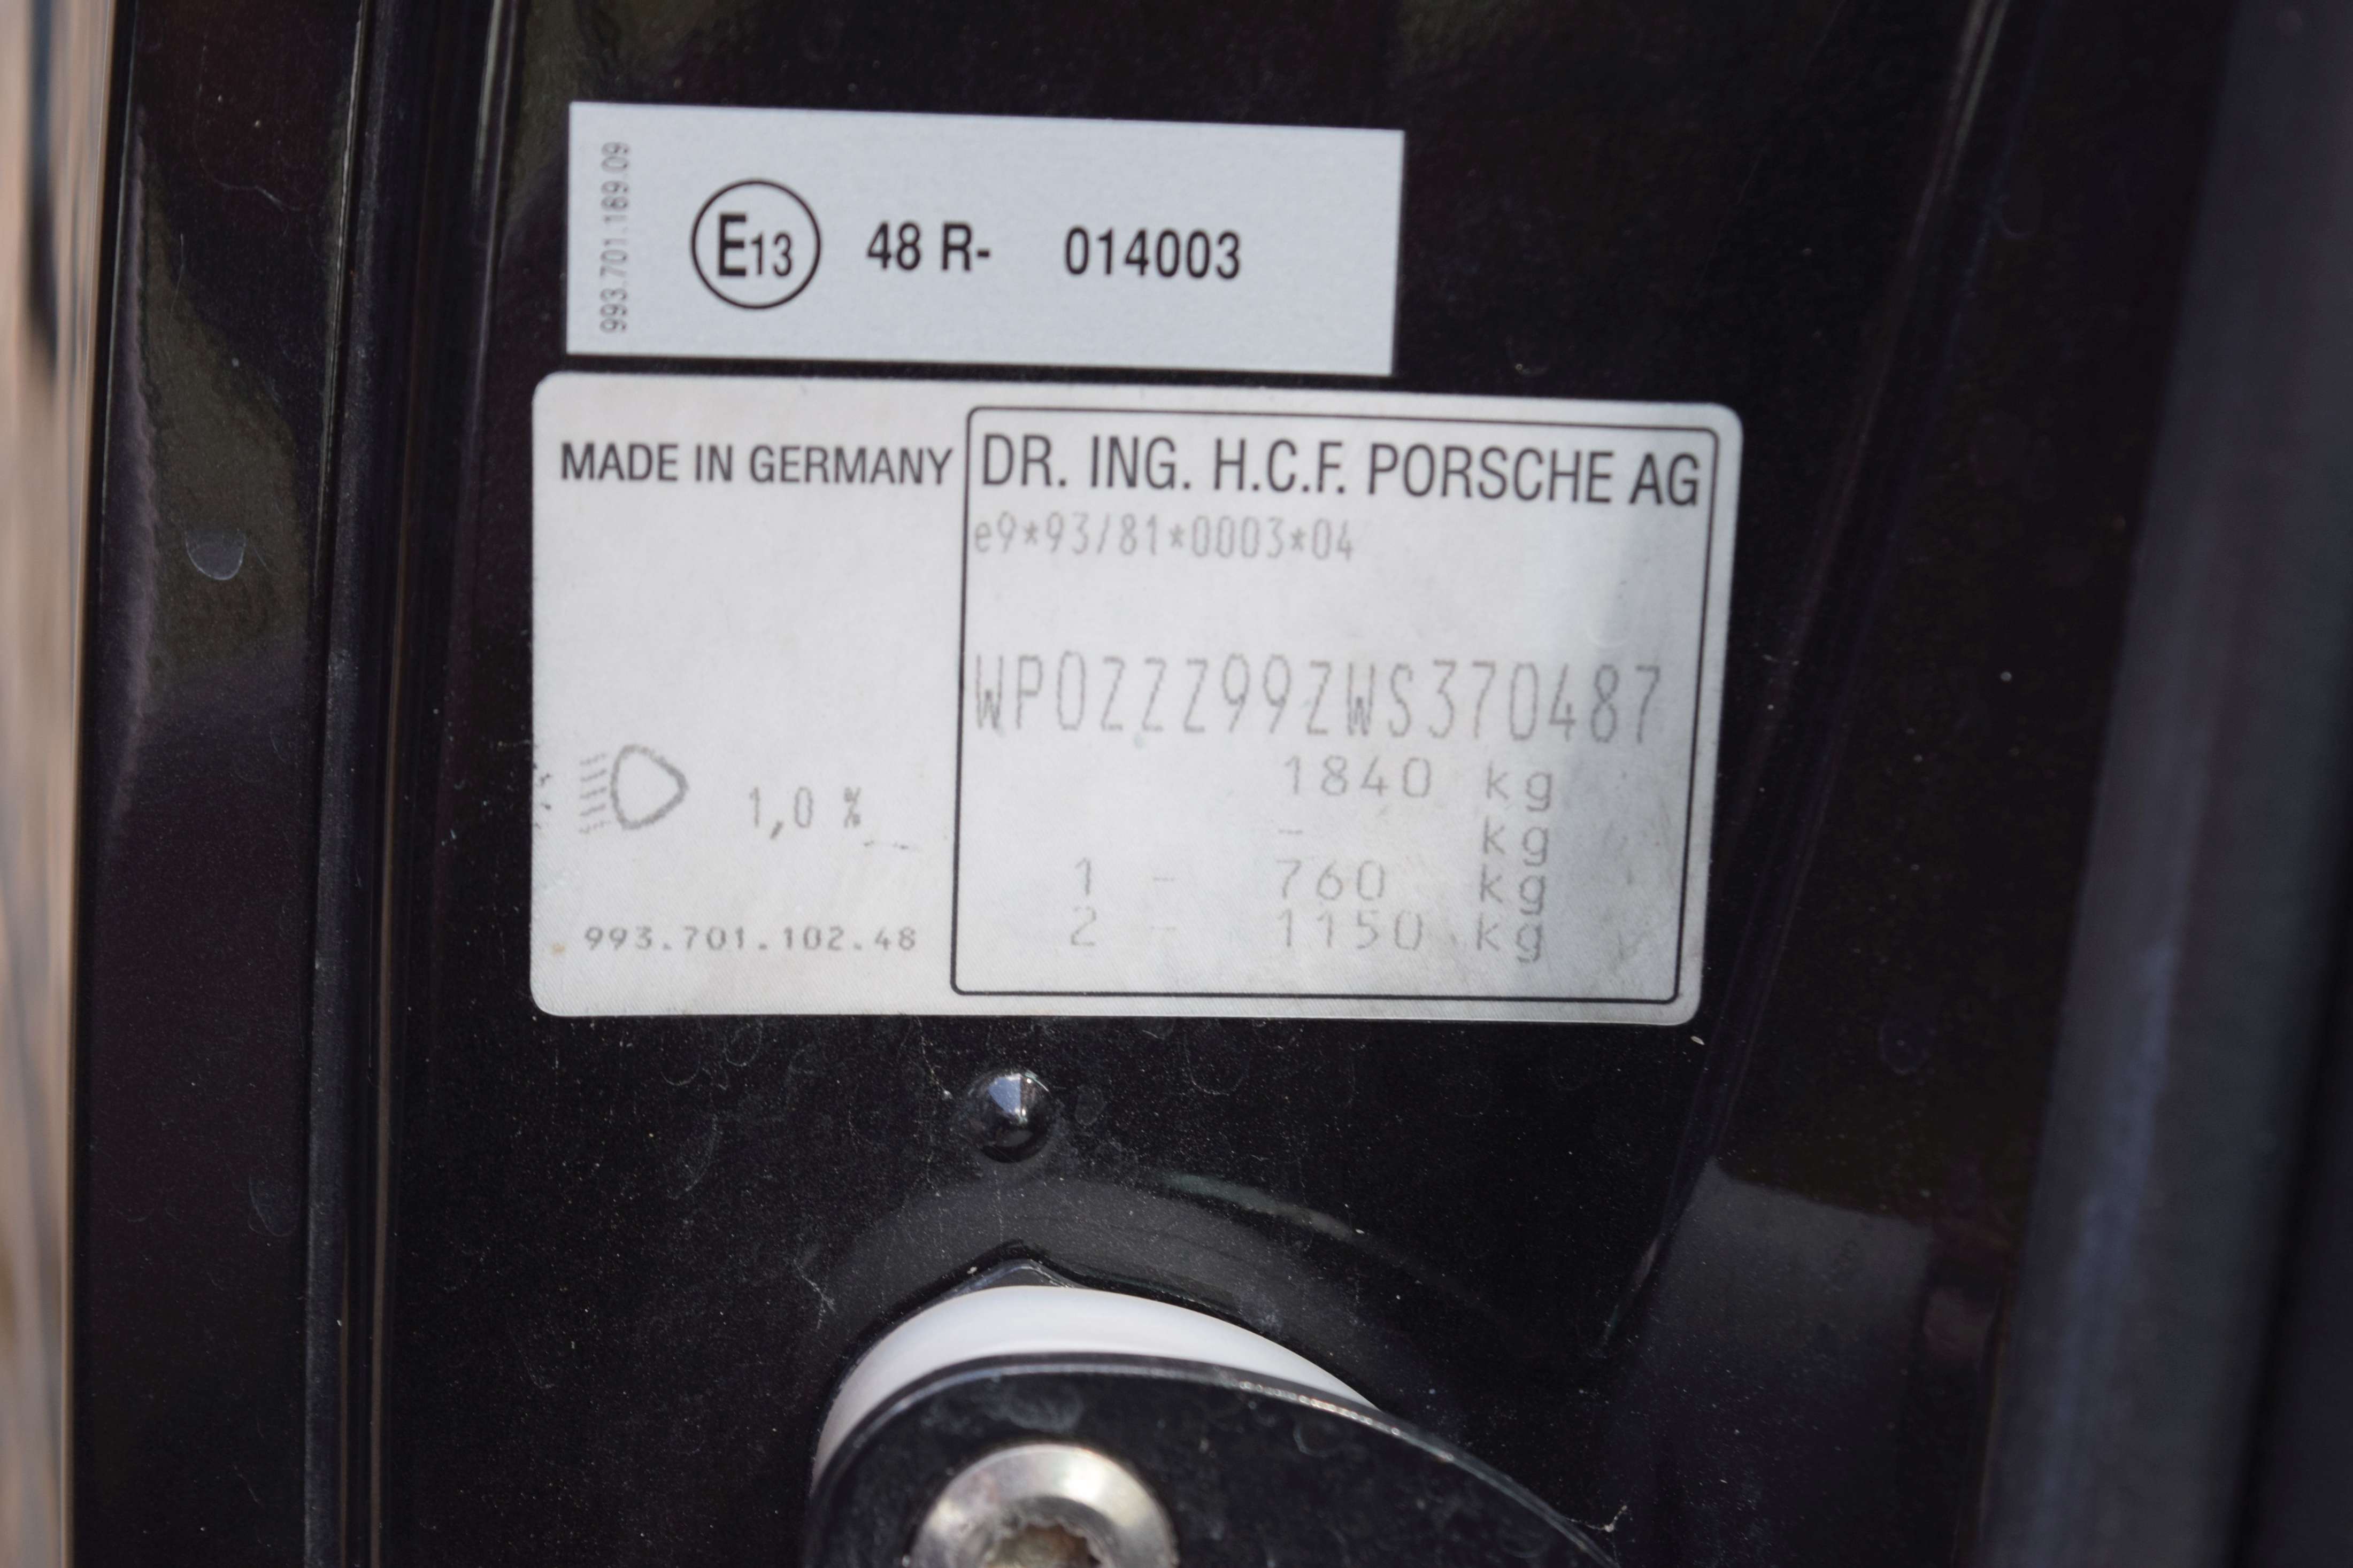 993.701.169.09
E13 48 R- 014003
MADE IN GERMANY
1,0 %
993.701.102.48
DR. ING. H.C.F. PORSCHE AG
e9*93/81*0003*04
WP0ZZZ99ZWS370487
1840 kg
- kg
1 - 760 kg
2 - 1150 kg